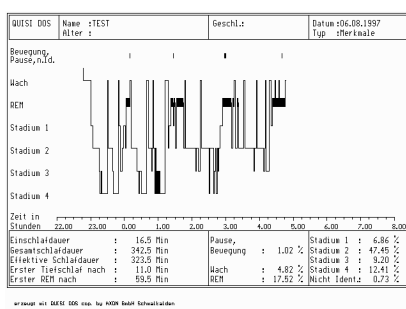 QUISI DOS Name :TEST Geschl.: Datum :06.08.1997
Alter : Typ :Merkmale
Beuegung,
Pause,n.Id.
Wach
REM
Stadium 1
Stadium 2
Stadium 3
Stadium 4
Zeit in
Stunden 22.00 23.00 0.00 1.00 2.00 3.00 4.00 5.00 6.00 7.00 8.00
Einschlafdauer : 16.5 Min Pause, Stadium 1 : 6.86 %
Gesamtschlafdauer : 342.5 Min Beuegung : 1.02 % Stadium 2 : 47.45 %
Effektive Schlafdauer : 323.5 Min Stadium 3 : 9.20 %
Erster Tiefschlaf nach : 11.0 Min Wach : 4.82 % Stadium 4 : 12.41 %
Erster REM nach : 59.5 Min REM : 17.52 % Nicht Ident.: 0.73 %
erzeugt mit QUISI DOS cop. by AXON GmbH Schmalkalden